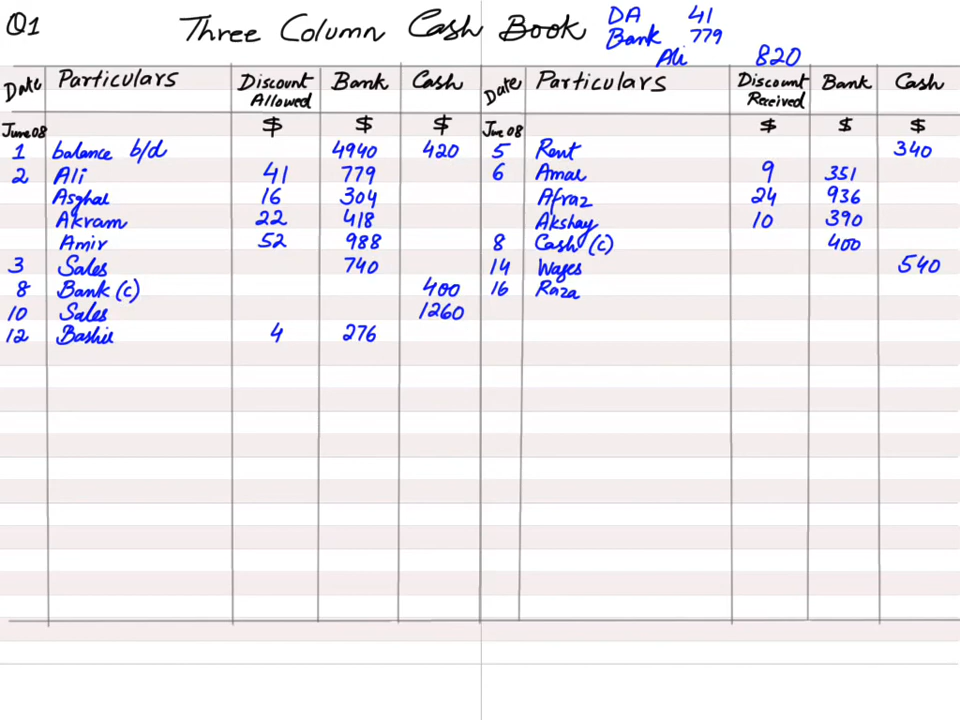 Q1 Three Column Cash Book
DA 41
Bank 779
Ali 820
Date Particulars Discount Allowed Bank Cash Date Particulars Discount Received Bank Cash
June 08 $ $ $ June 08 $ $ $
1 balance b/d 4940 420 5 Rent 340
2 Ali 41 779 6 Amar 9 351
Asghar 16 304 Afraz 24 936
Akram 22 418 Akshay 10 390
Amir 52 988 8 Cash (c) 400
3 Sales 740 14 Wages 540
8 Bank (c) 400 16 Raza
10 Sales 1260
12 Bashir 4 276